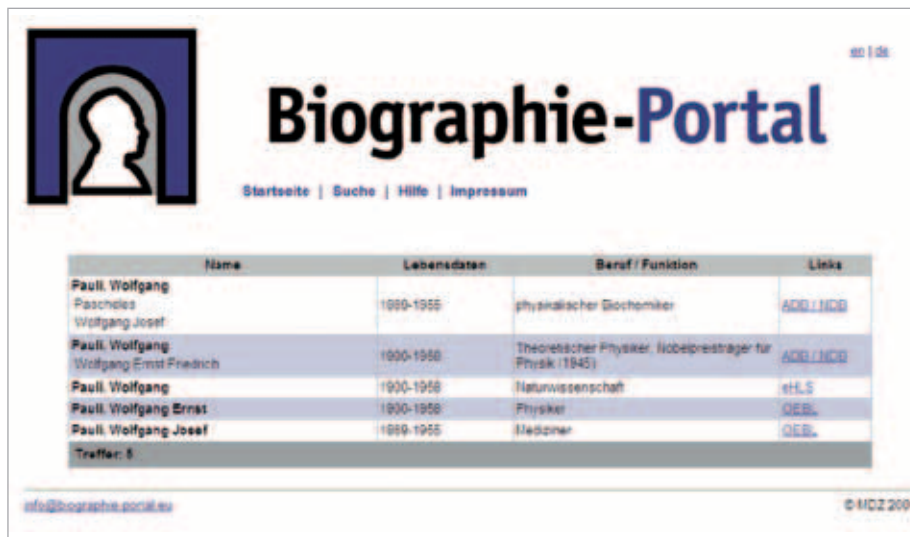 en | de
Biographie-Portal
Startseite | Suche | Hilfe | Impressum
Name Lebensdaten Beruf / Funktion Links
Pauli, Wolfgang
Pascheles
Wolfgang Josef
1869-1955 physikalischer Biochemiker ADB / NDB
Pauli, Wolfgang
Wolfgang Ernst Friedrich
1900-1958 Theoretischer Physiker, Nobelpreisträger für
Physik (1945)
ADB / NDB
Pauli, Wolfgang 1900-1958 Naturwissenschaft eHLS
Pauli, Wolfgang Ernst 1900-1958 Physiker OEBL
Pauli, Wolfgang Josef 1869-1955 Mediziner OEBL
Treffer: 5
info@biographie-portal.eu © MDZ 200